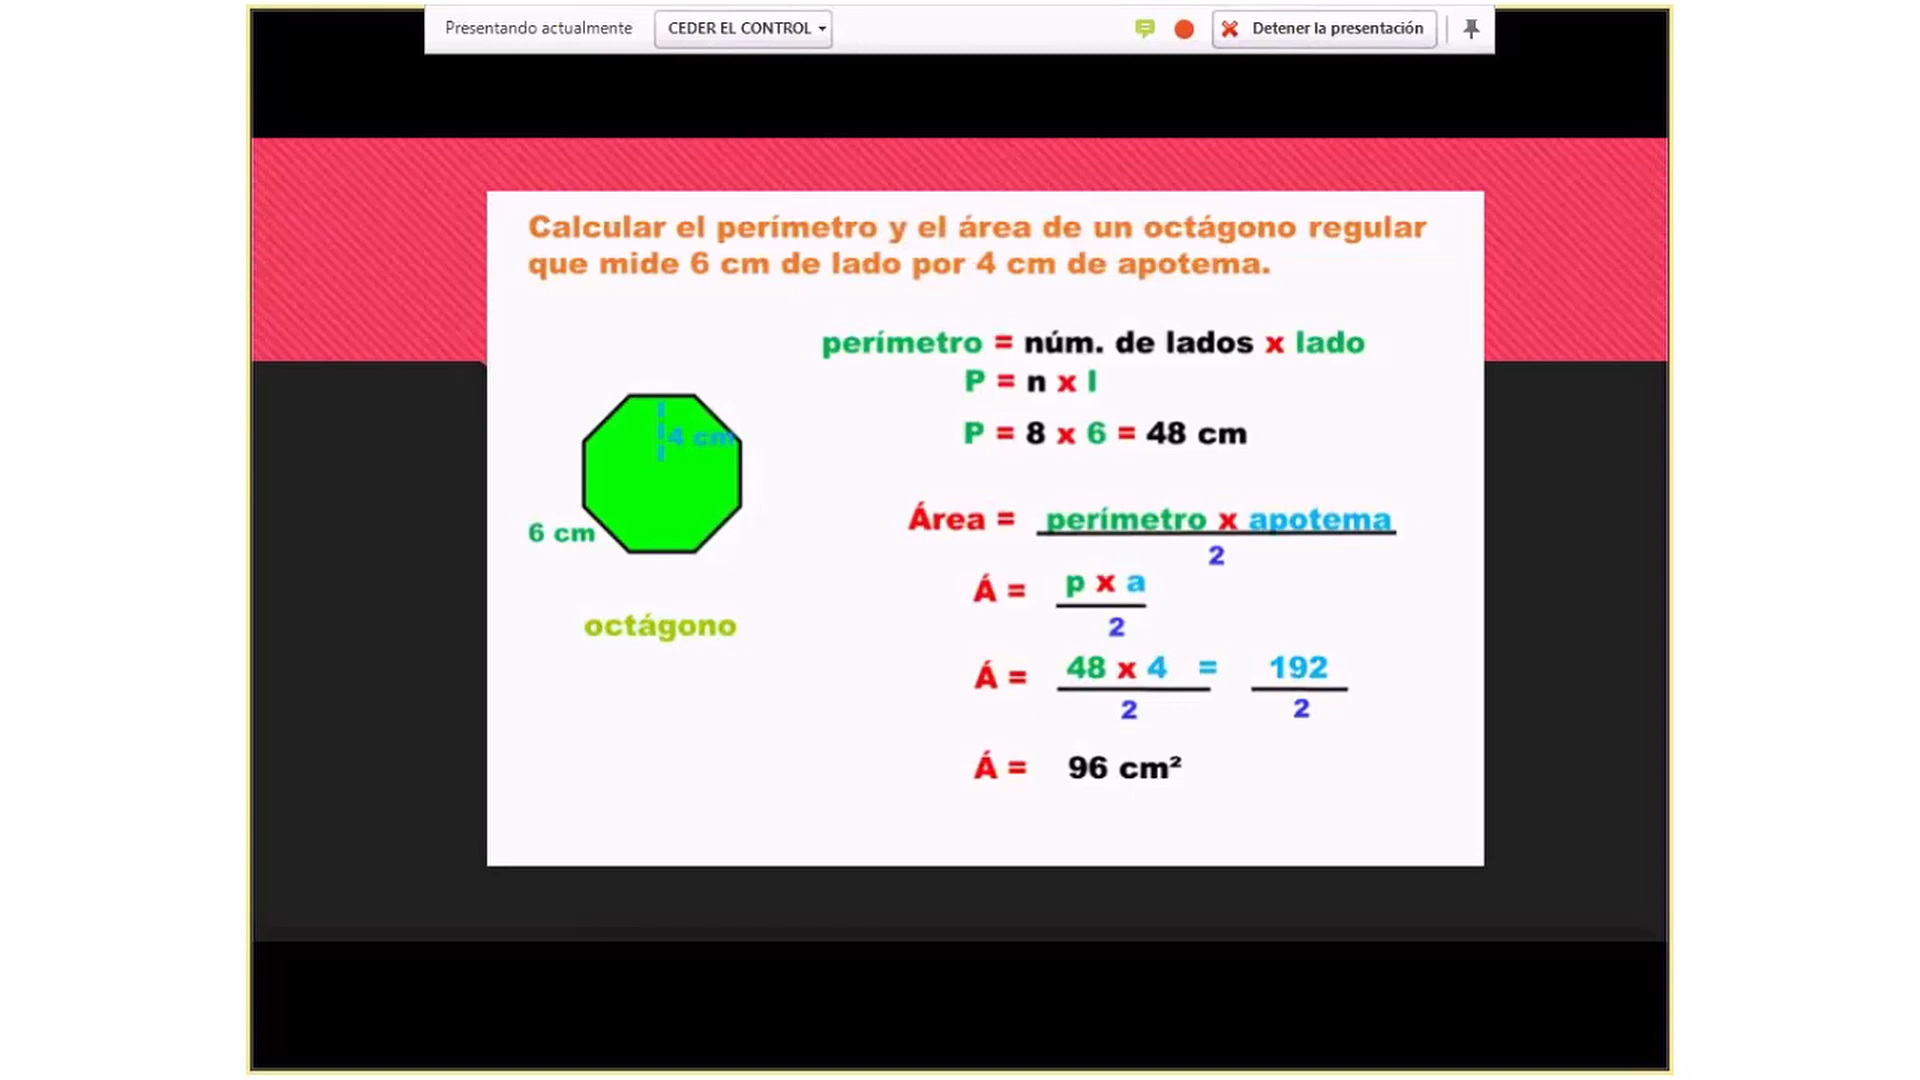 Presentando actualmente CEDER EL CONTROL Detener la presentación
Calcular el perímetro y el área de un octágono regular
que mide 6 cm de lado por 4 cm de apotema.
perímetro = núm. de lados x lado
P = n x l
P = 8 x 6 = 48 cm
4 cm
6 cm
octágono
Área = perímetro x apotema
2
Á = p x a
2
Á = 48 x 4 = 192
2 2
Á = 96 cm²